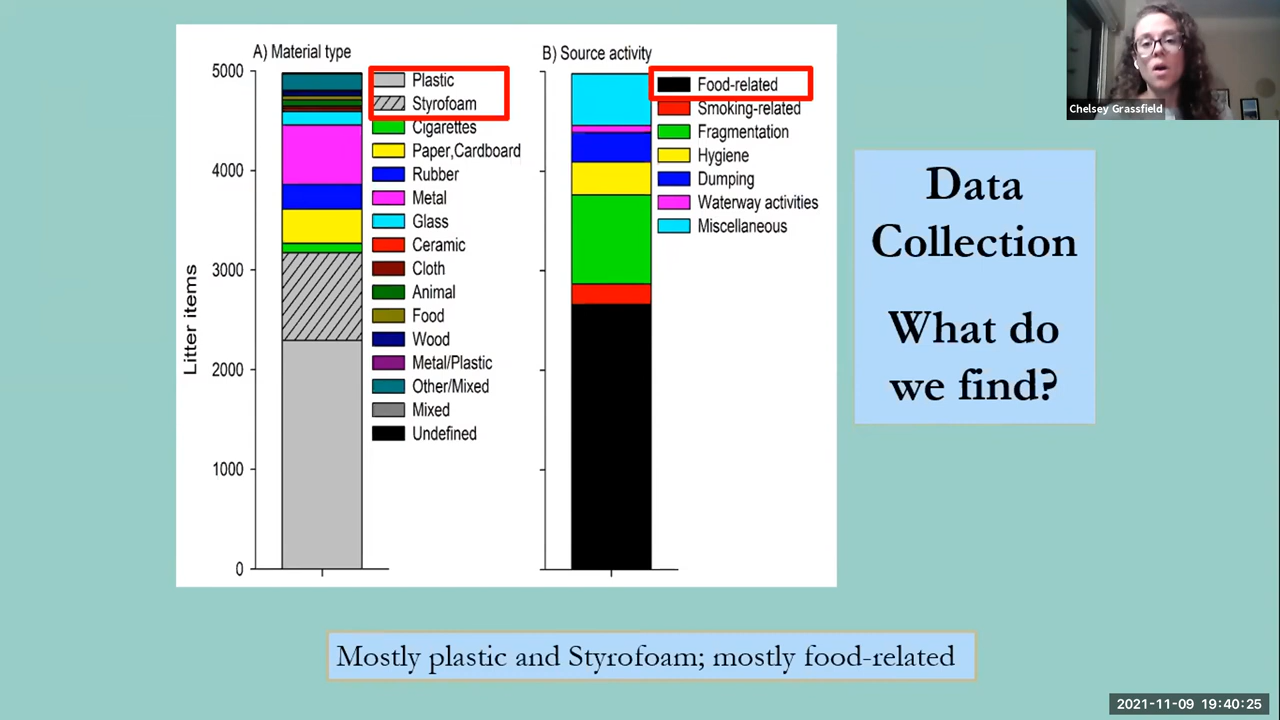 A) Material type
B) Source activity
5000
4000
3000
2000
1000
0
Litter items
Plastic
Styrofoam
Cigarettes
Paper,Cardboard
Rubber
Metal
Glass
Ceramic
Cloth
Animal
Food
Wood
Metal/Plastic
Other/Mixed
Mixed
Undefined
Food-related
Smoking-related
Fragmentation
Hygiene
Dumping
Waterway activities
Miscellaneous
Chelsey Grassfield
Data
Collection
What do
we find?
Mostly plastic and Styrofoam; mostly food-related
2021-11-09 19:40:25